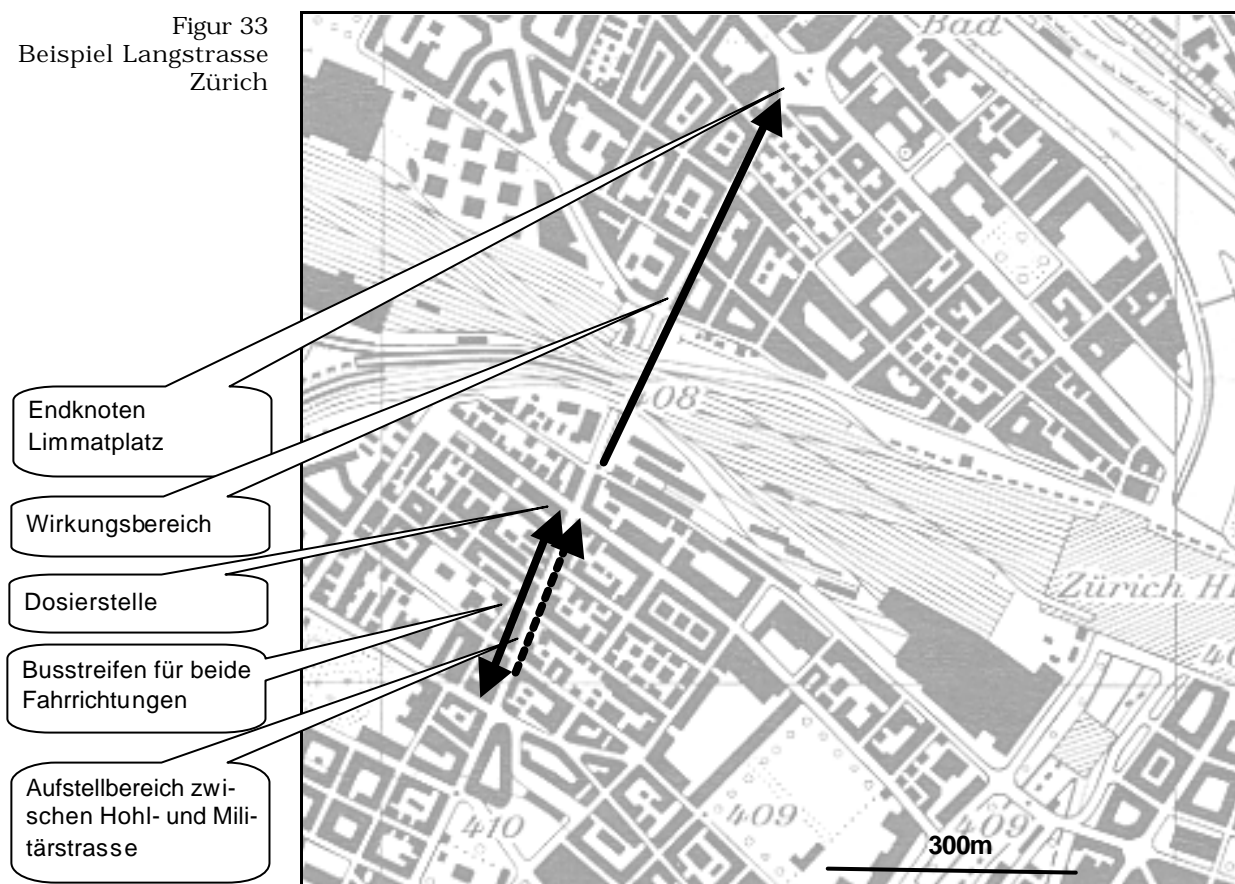 Figur 33
Beispiel Langstrasse
Zürich
Bad
408
Endknoten
Limmatplatz
Wirkungsbereich
Dosierstelle
Zürich
Busstreifen für beide
Fahrrichtungen
Aufstellbereich zwi-
schen Hohl- und Mili-
tärstrasse
410
409
409
300m